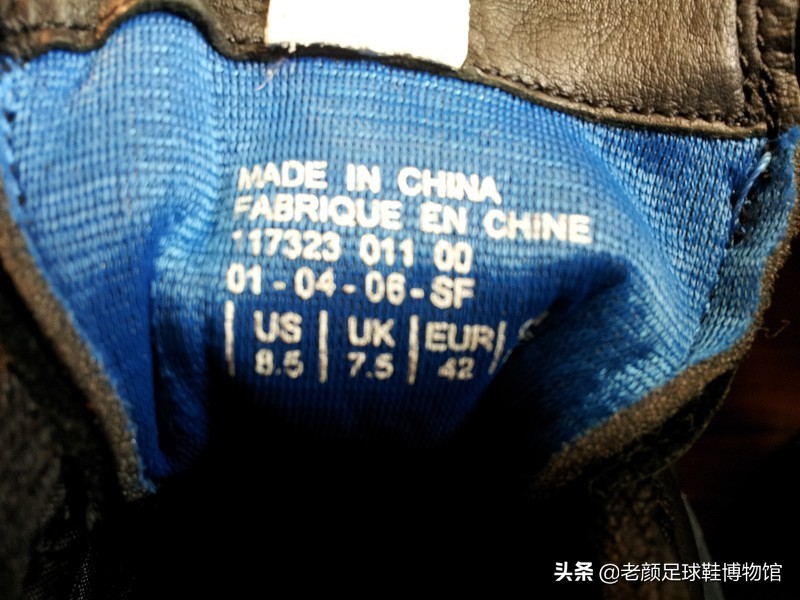 MADE IN CHINA
FABRIQUE EN CHINE
117323 011 00
01-04-06-SF
US UK EUR
8.5 7.5 42
头条 @老颜足球鞋博物馆